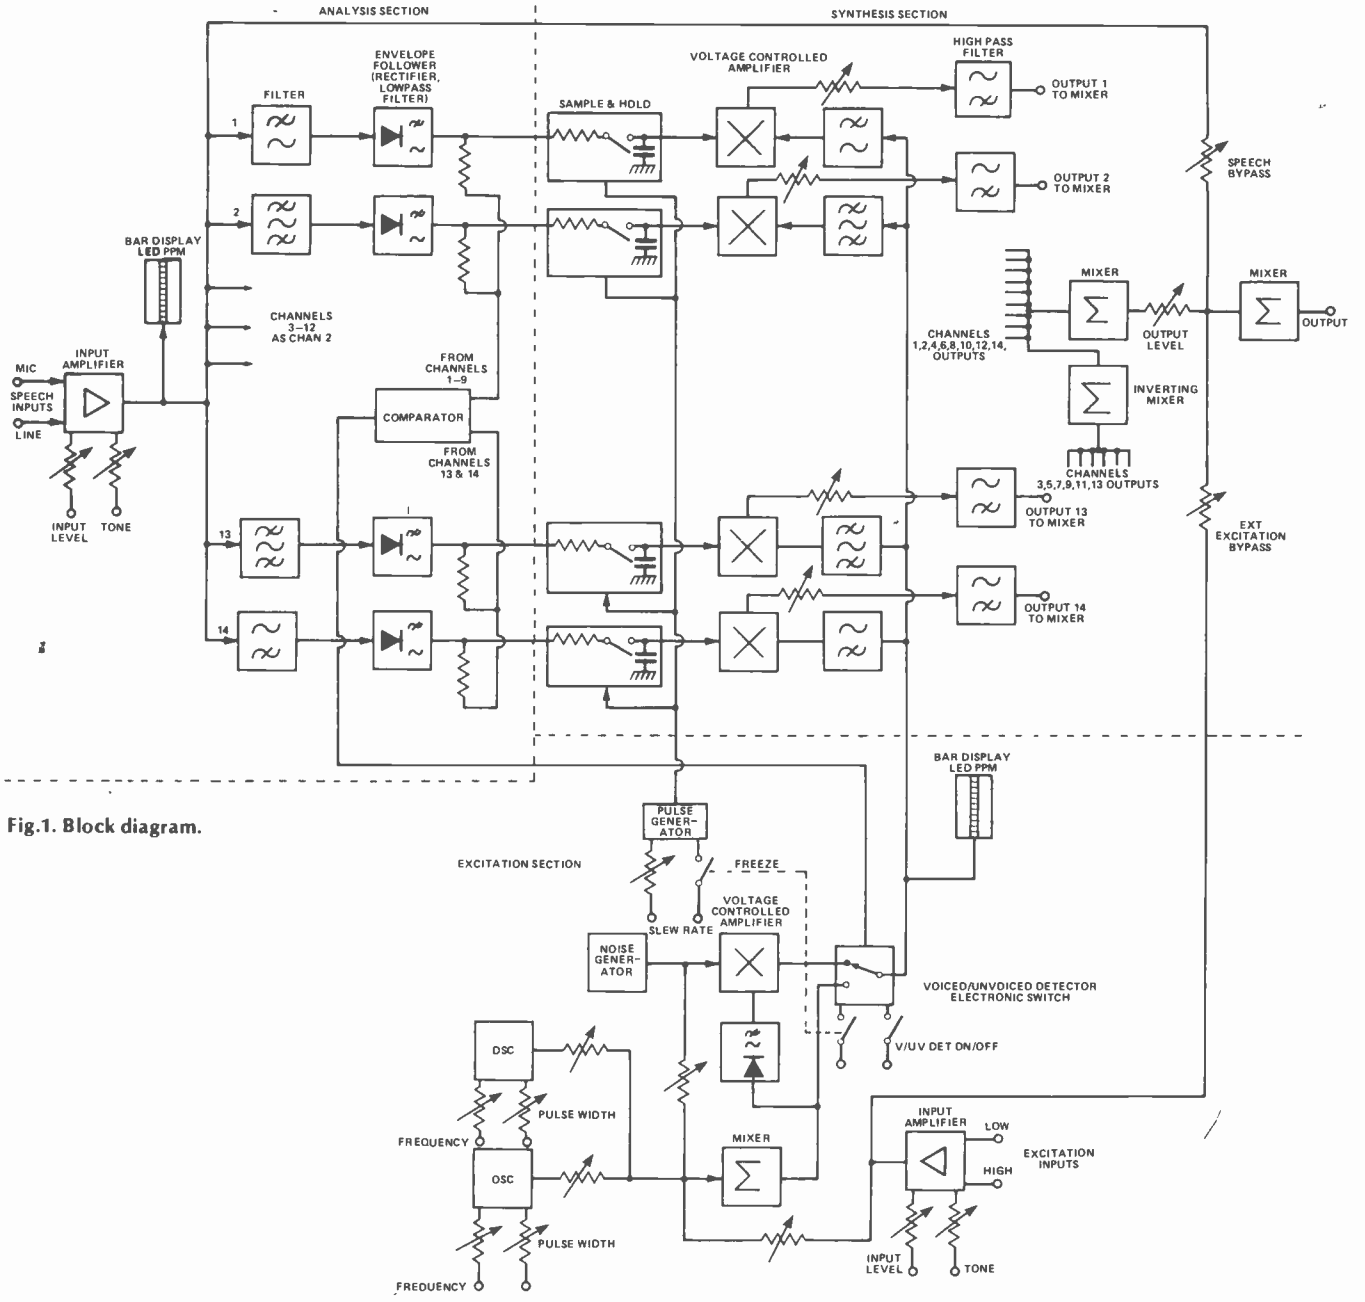 ANALYSIS SECTION
SYNTHESIS SECTION
ENVELOPE
FOLLOWER
(RECTIFIER,
LOWPASS
FILTER)
FILTER
SAMPLE & HOLD
VOLTAGE CONTROLLED
AMPLIFIER
HIGH PASS
FILTER
OUTPUT 1
TO MIXER
1
OUTPUT 2
TO MIXER
SPEECH
BYPASS
2
BAR DISPLAY
LED PPM
CHANNELS
3–12
AS CHAN 2
MIXER
MIXER
OUTPUT
LEVEL
OUTPUT
CHANNELS
1,2,4,6,8,10,12,14,
OUTPUTS
INPUT
AMPLIFIER
MIC
SPEECH
INPUTS
LINE
FROM
CHANNELS
1–9
COMPARATOR
FROM
CHANNELS
13 & 14
INVERTING
MIXER
CHANNELS
3,5,7,9,11,13 OUTPUTS
INPUT
LEVEL
TONE
13
OUTPUT 13
TO MIXER
EXT
EXCITATION
BYPASS
14
OUTPUT 14
TO MIXER
BAR DISPLAY
LED PPM
Fig.1. Block diagram.
PULSE
GENER–
ATOR
EXCITATION SECTION
FREEZE
SLEW RATE
VOLTAGE
CONTROLLED
AMPLIFIER
NOISE
GENER–
ATOR
VOICED/UNVOICED DETECTOR
ELECTRONIC SWITCH
V/UV DET DN/OFF
DSC
PULSE WIDTH
FREQUENCY
MIXER
INPUT
AMPLIFIER
LOW
EXCITATION
INPUTS
HIGH
OSC
PULSE WIDTH
FREDUENCY
INPUT
LEVEL
TONE